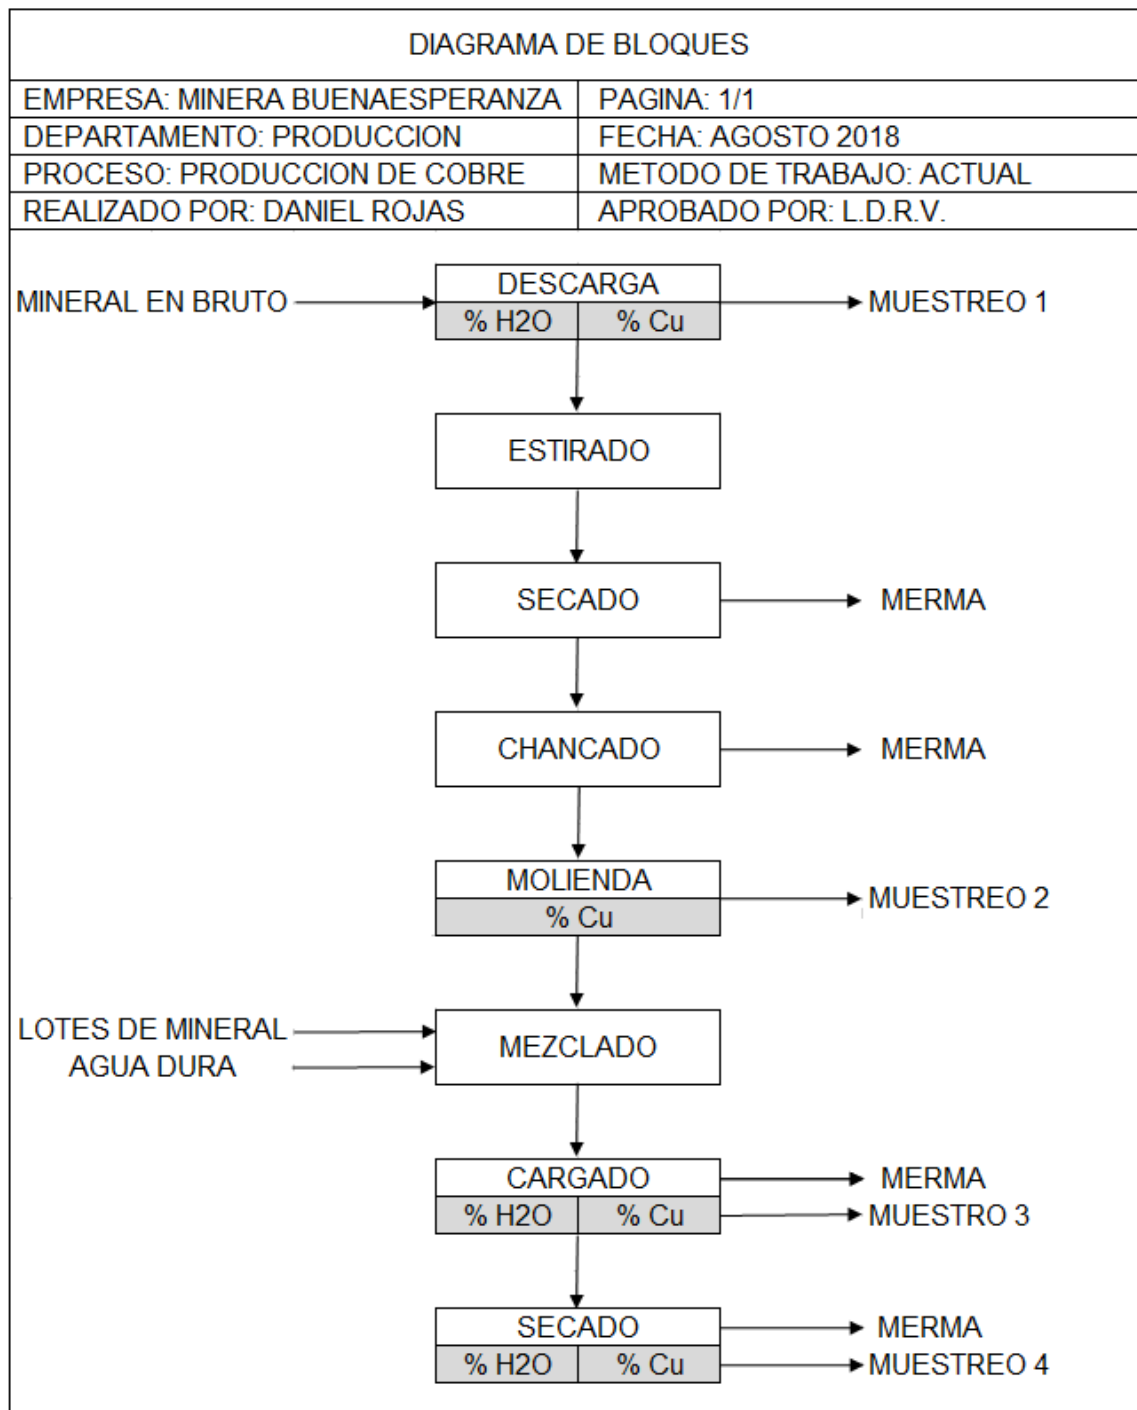 DIAGRAMA DE BLOQUES
EMPRESA: MINERA BUENAESPERANZA PAGINA: 1/1
DEPARTAMENTO: PRODUCCION FECHA: AGOSTO 2018
PROCESO: PRODUCCION DE COBRE METODO DE TRABAJO: ACTUAL
REALIZADO POR: DANIEL ROJAS APROBADO POR: L.D.R.V.
DESCARGA
MINERAL EN BRUTO
MUESTREO 1
% H2O % Cu
ESTIRADO
SECADO
MERMA
CHANCADO
MERMA
MOLIENDA
MUESTREO 2
% Cu
LOTES DE MINERAL
AGUA DURA
MEZCLADO
CARGADO
MERMA
% H2O % Cu
MUESTRO 3
SECADO
MERMA
% H2O % Cu
MUESTREO 4